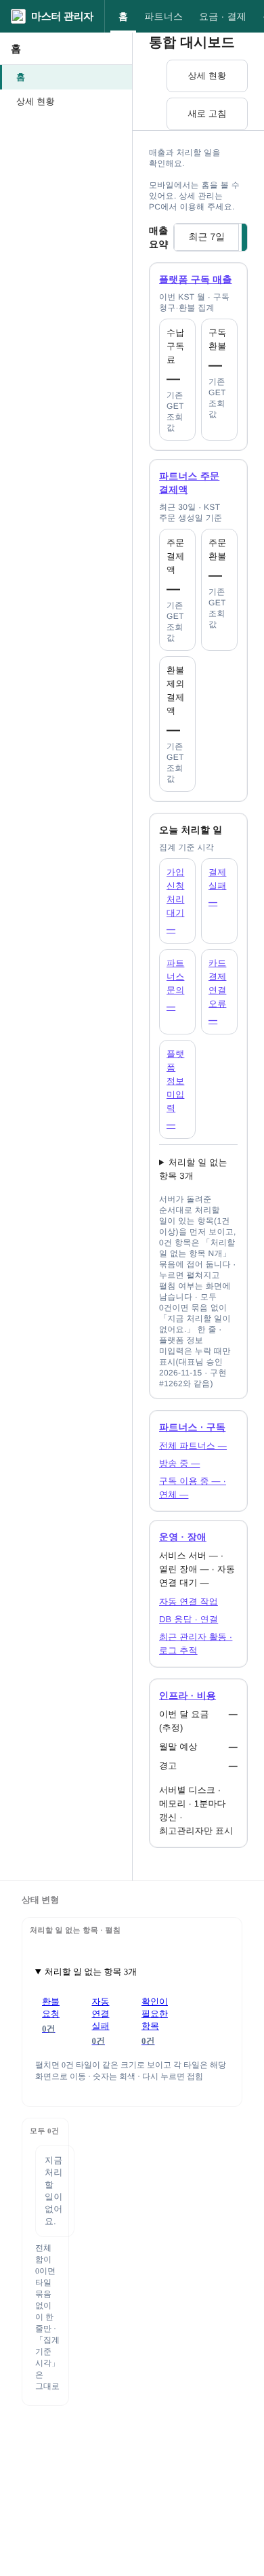 마스터 관리자
홈
파트너스
요금 · 결제
홈
홈
상세 현황
통합 대시보드
상세 현황
새로 고침
매출과 처리할 일을
확인해요.
모바일에서는 홈을 볼 수
있어요. 상세 관리는
PC에서 이용해 주세요.
매출
요약
최근 7일
플랫폼 구독 매출
이번 KST 월 · 구독
청구·환불 집계
수납
구독
료
—
기존
GET
조회
값
구독
환불
—
기존
GET
조회
값
파트너스 주문
결제액
최근 30일 · KST
주문 생성일 기준
주문
결제
액
—
기존
GET
조회
값
주문
환불
—
기존
GET
조회
값
환불
제외
결제
액
—
기존
GET
조회
값
오늘 처리할 일
집계 기준 시각
가입
신청
처리
대기
—
결제
실패
—
파트
너스
문의
—
카드
결제
연결
오류
—
플랫
폼
정보
미입
력
—
▶ 처리할 일 없는
항목 3개
서버가 돌려준
순서대로 처리할
일이 있는 항목(1건
이상)을 먼저 보이고,
0건 항목은 「처리할
일 없는 항목 N개」
묶음에 접어 둡니다 ·
누르면 펼쳐지고
펼침 여부는 화면에
남습니다 · 모두
0건이면 묶음 없이
「지금 처리할 일이
없어요.」 한 줄 ·
플랫폼 정보
미입력은 누락 때만
표시(대표님 승인
2026-11-15 · 구현
#1262와 같음)
파트너스 · 구독
전체 파트너스 —
방송 중 —
구독 이용 중 — ·
연체 —
운영 · 장애
서비스 서버 — ·
열린 장애 — · 자동
연결 대기 —
자동 연결 작업
DB 응답 · 연결
최근 관리자 활동 ·
로그 추적
인프라 · 비용
이번 달 요금
(추정)
—
월말 예상 —
경고 —
서버별 디스크 ·
메모리 · 1분마다
갱신 ·
최고관리자만 표시
상태 변형
처리할 일 없는 항목 · 펼침
▼ 처리할 일 없는 항목 3개
환불
요청
0건
자동
연결
실패
0건
확인이
필요한
항목
0건
펼치면 0건 타일이 같은 크기로 보이고 각 타일은 해당
화면으로 이동 · 숫자는 회색 · 다시 누르면 접힘
모두 0건
지금
처리
할
일이
없어
요.
전체
합이
0이면
타일
묶음
없이
이 한
줄만 ·
「집계
기준
시각」
은
그대로